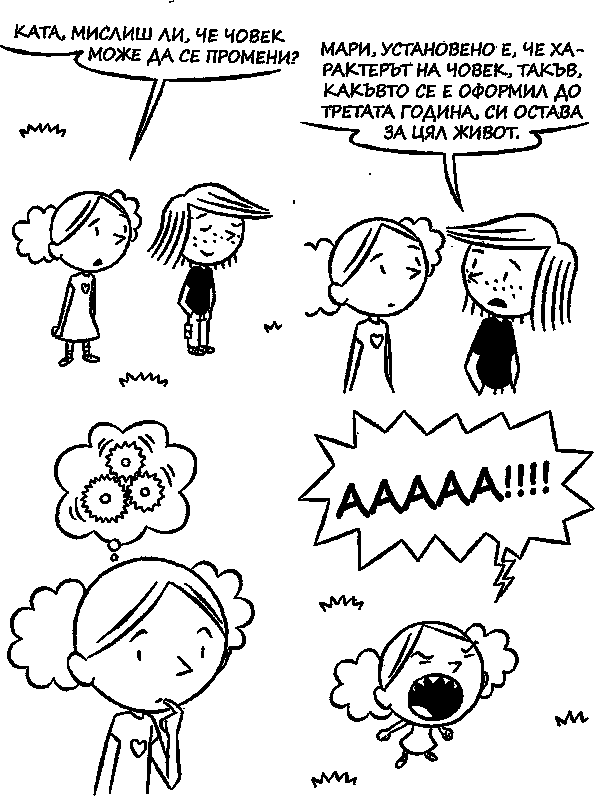 КАТА, МИСЛИШ ЛИ, ЧЕ ЧОВЕК
МОЖЕ ДА СЕ ПРОМЕНИ?
МАРИ, УСТАНОВЕНО Е, ЧЕ ХА-
РАКТЕРЪТ НА ЧОВЕК, ТАКЪВ,
КАКЪВТО СЕ Е ОФОРМИЛ ДО
ТРЕТАТА ГОДИНА, СИ ОСТАВА
ЗА ЦЯЛ ЖИВОТ.
ААААА!!!!